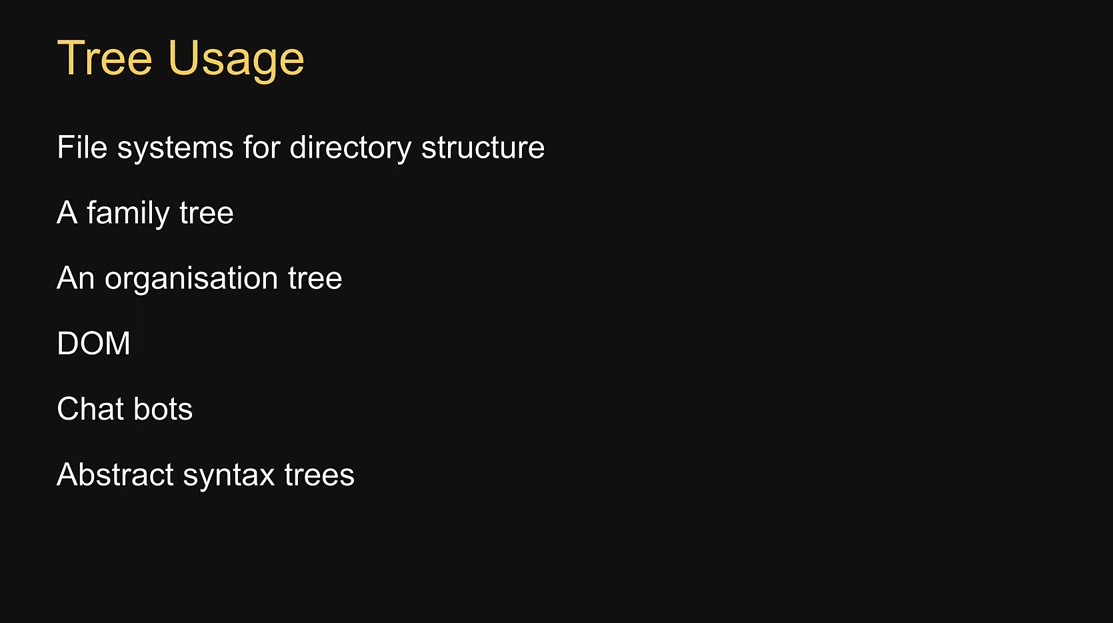 Tree Usage
File systems for directory structure
A family tree
An organisation tree
DOM
Chat bots
Abstract syntax trees